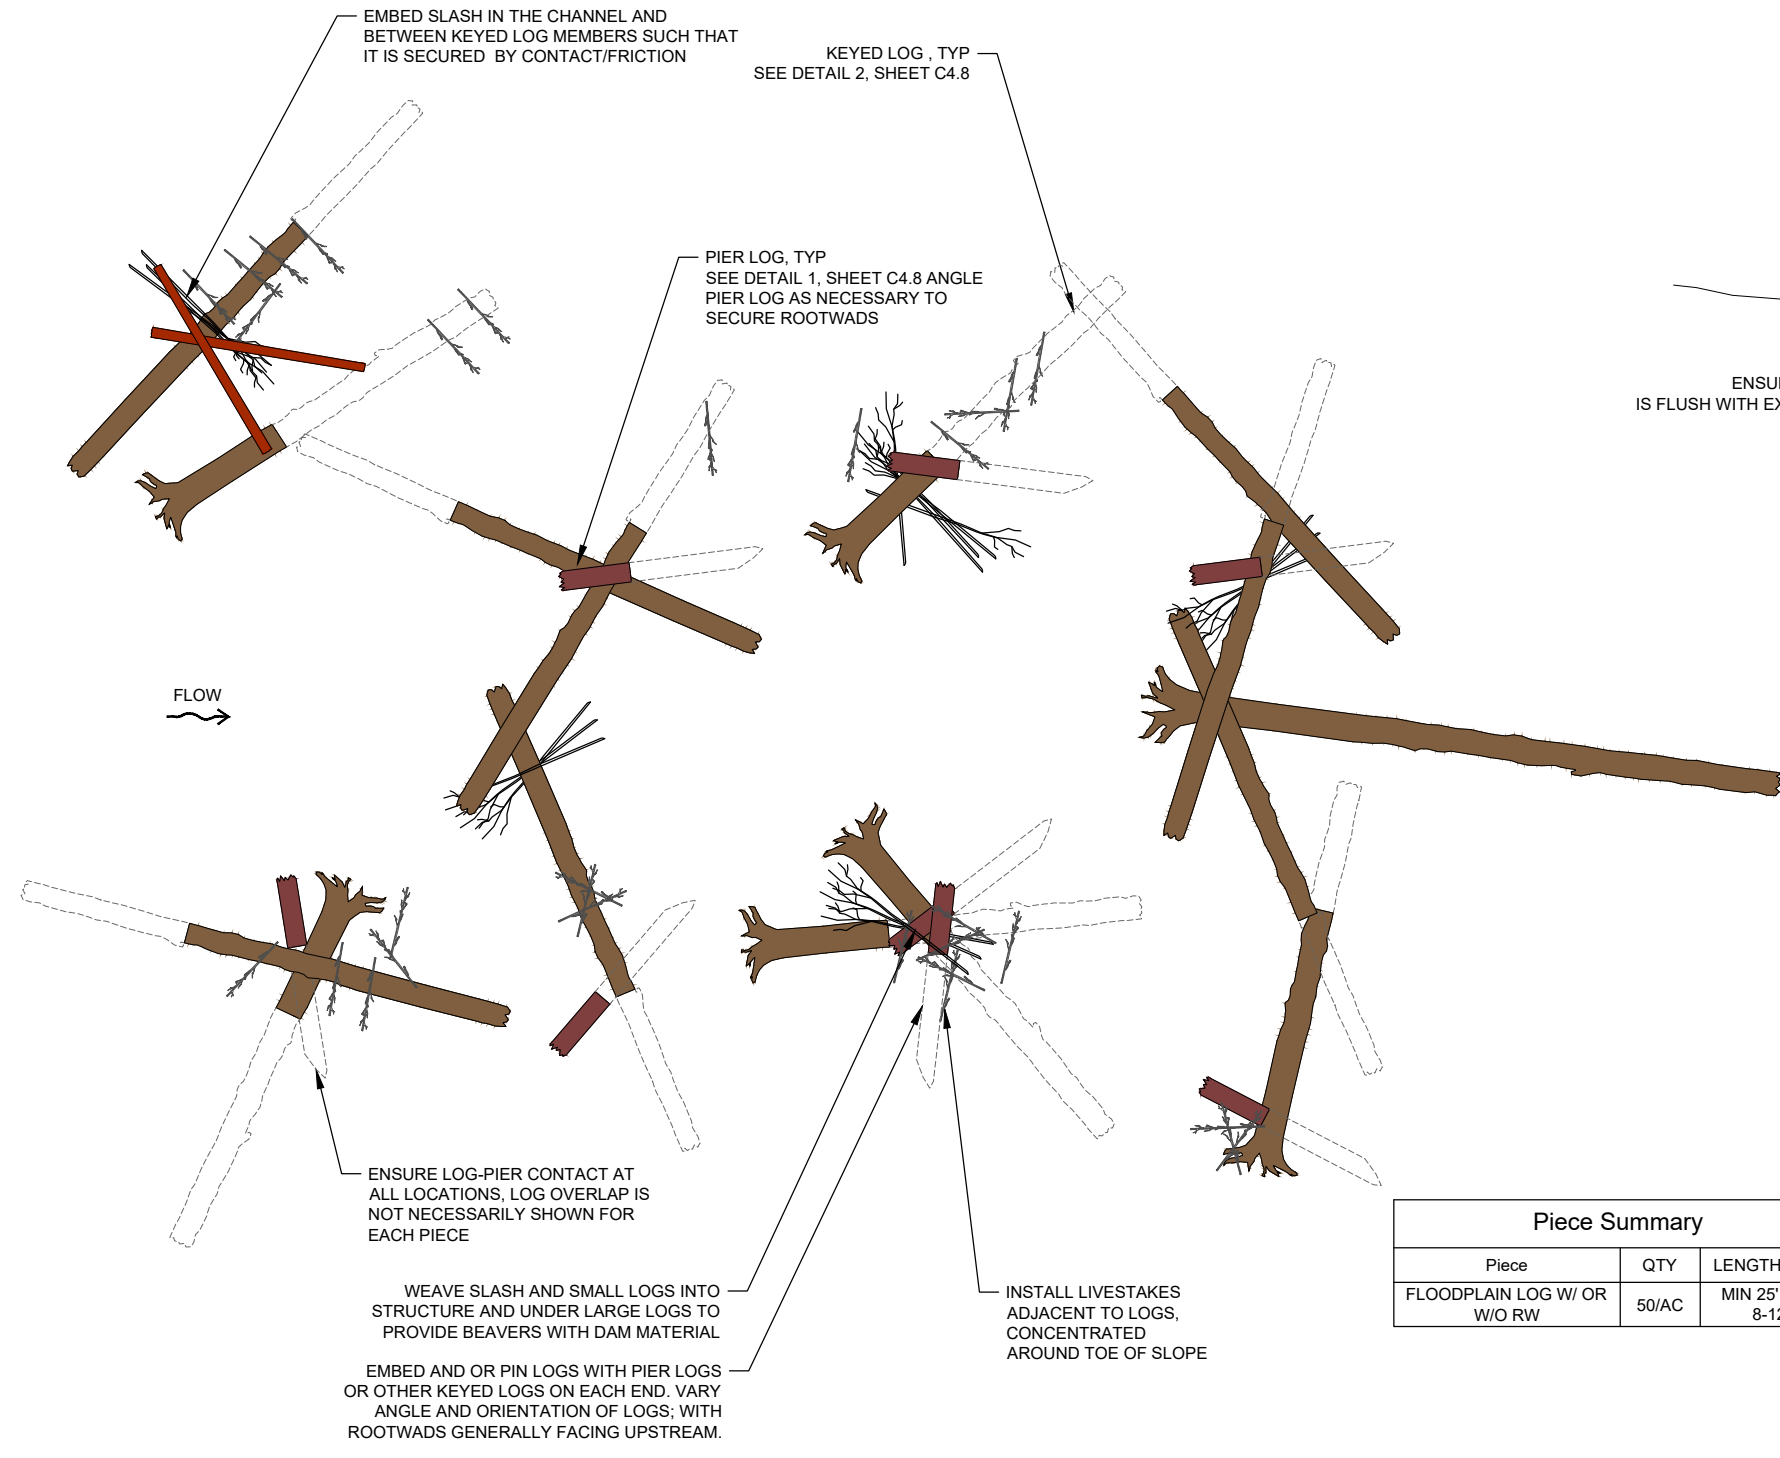 EMBED SLASH IN THE CHANNEL AND
BETWEEN KEYED LOG MEMBERS SUCH THAT
IT IS SECURED BY CONTACT/FRICTION
KEYED LOG , TYP
SEE DETAIL 2, SHEET C4.8
PIER LOG, TYP
SEE DETAIL 1, SHEET C4.8 ANGLE
PIER LOG AS NECESSARY TO
SECURE ROOTWADS
IS FLUSH WITH
FLOW
ENSURE LOG-PIER CONTACT AT
ALL LOCATIONS, LOG OVERLAP IS
NOT NECESSARILY SHOWN FOR
EACH PIECE
WEAVE SLASH AND SMALL LOGS INTO
STRUCTURE AND UNDER LARGE LOGS TO
PROVIDE BEAVERS WITH DAM MATERIAL
EMBED AND OR PIN LOGS WITH PIER LOGS
OR OTHER KEYED LOGS ON EACH END. VARY
ANGLE AND ORIENTATION OF LOGS; WITH
ROOTWADS GENERALLY FACING UPSTREAM.
INSTALL LIVESTAKES
ADJACENT TO LOGS,
CONCENTRATED
AROUND TOE OF SLOPE
Piece Summary
Piece QTY LENGTH
FLOODPLAIN LOG W/ OR
W/O RW
50/AC
MIN 25'